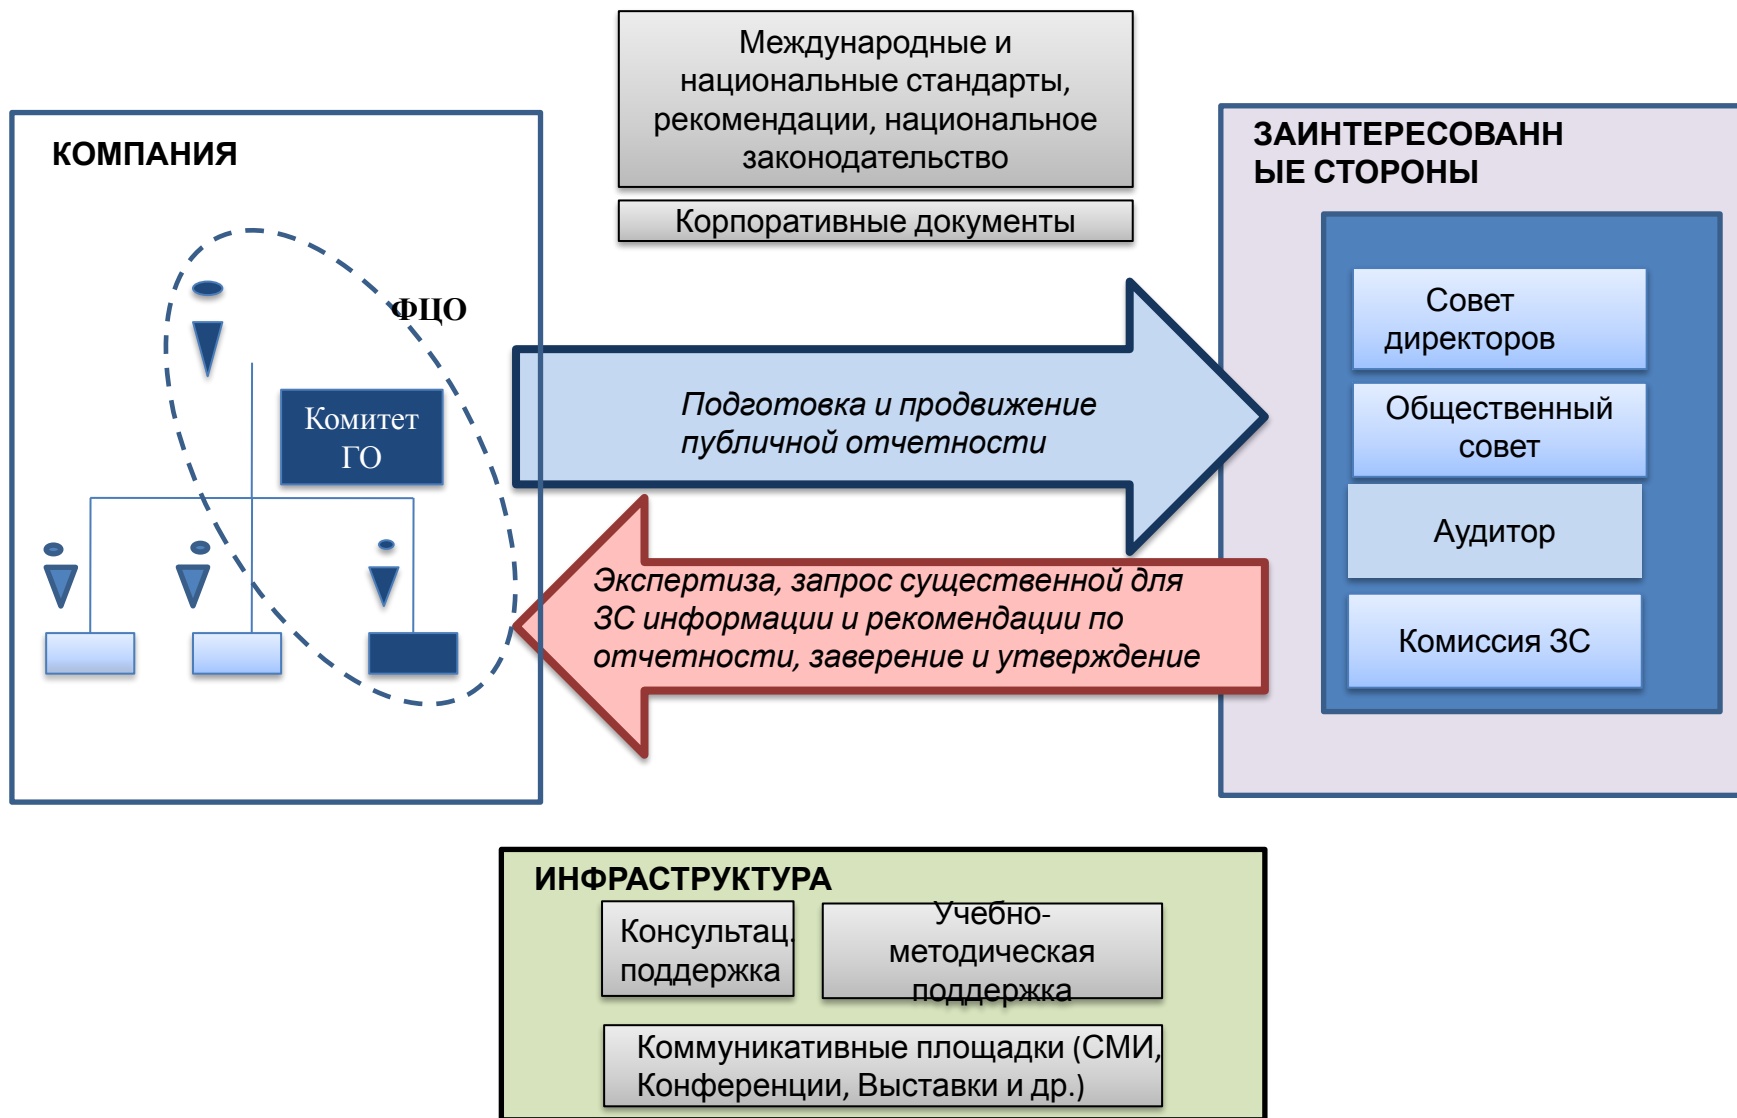 Международные и
национальные стандарты,
рекомендации, национальное
законодательство
Корпоративные документы
КОМПАНИЯ
ФЦО
Комитет
ГО
Подготовка и продвижение
публичной отчетности
Экспертиза, запрос существенной для
ЗС информации и рекомендации по
отчетности, заверение и утверждение
ЗАИНТЕРЕСОВАНН
ЫЕ СТОРОНЫ
Совет
директоров
Общественный
совет
Аудитор
Комиссия ЗС
ИНФРАСТРУКТУРА
Консультац.
поддержка
Учебно-
методическая
поддержка
Коммуникативные площадки (СМИ,
Конференции, Выставки и др.)